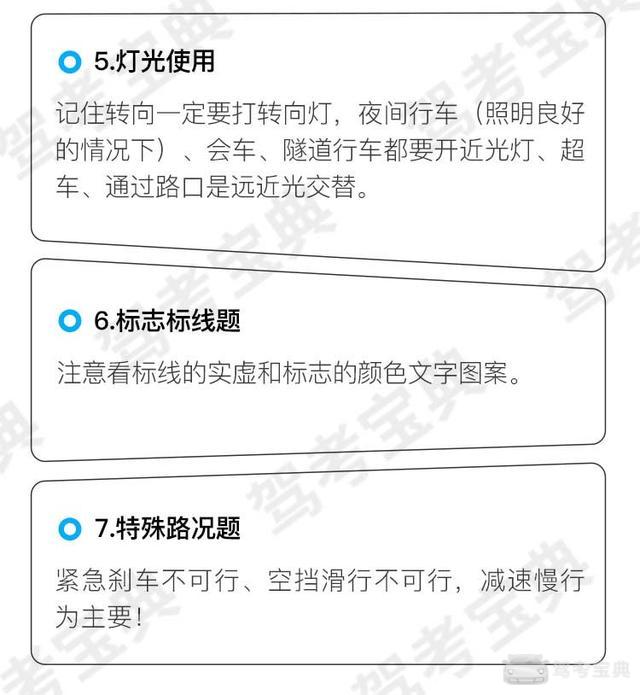 5.灯光使用
记住转向一定要打转向灯，夜间行车（照明良好
的情况下）、会车、隧道行车都要开近光灯、超
车、通过路口是远近光交替。
6.标志标线题
注意看标线的实虚和标志的颜色文字图案。
7.特殊路况题
紧急刹车不可行、空挡滑行不可行，减速慢行
为主要！
驾考宝典